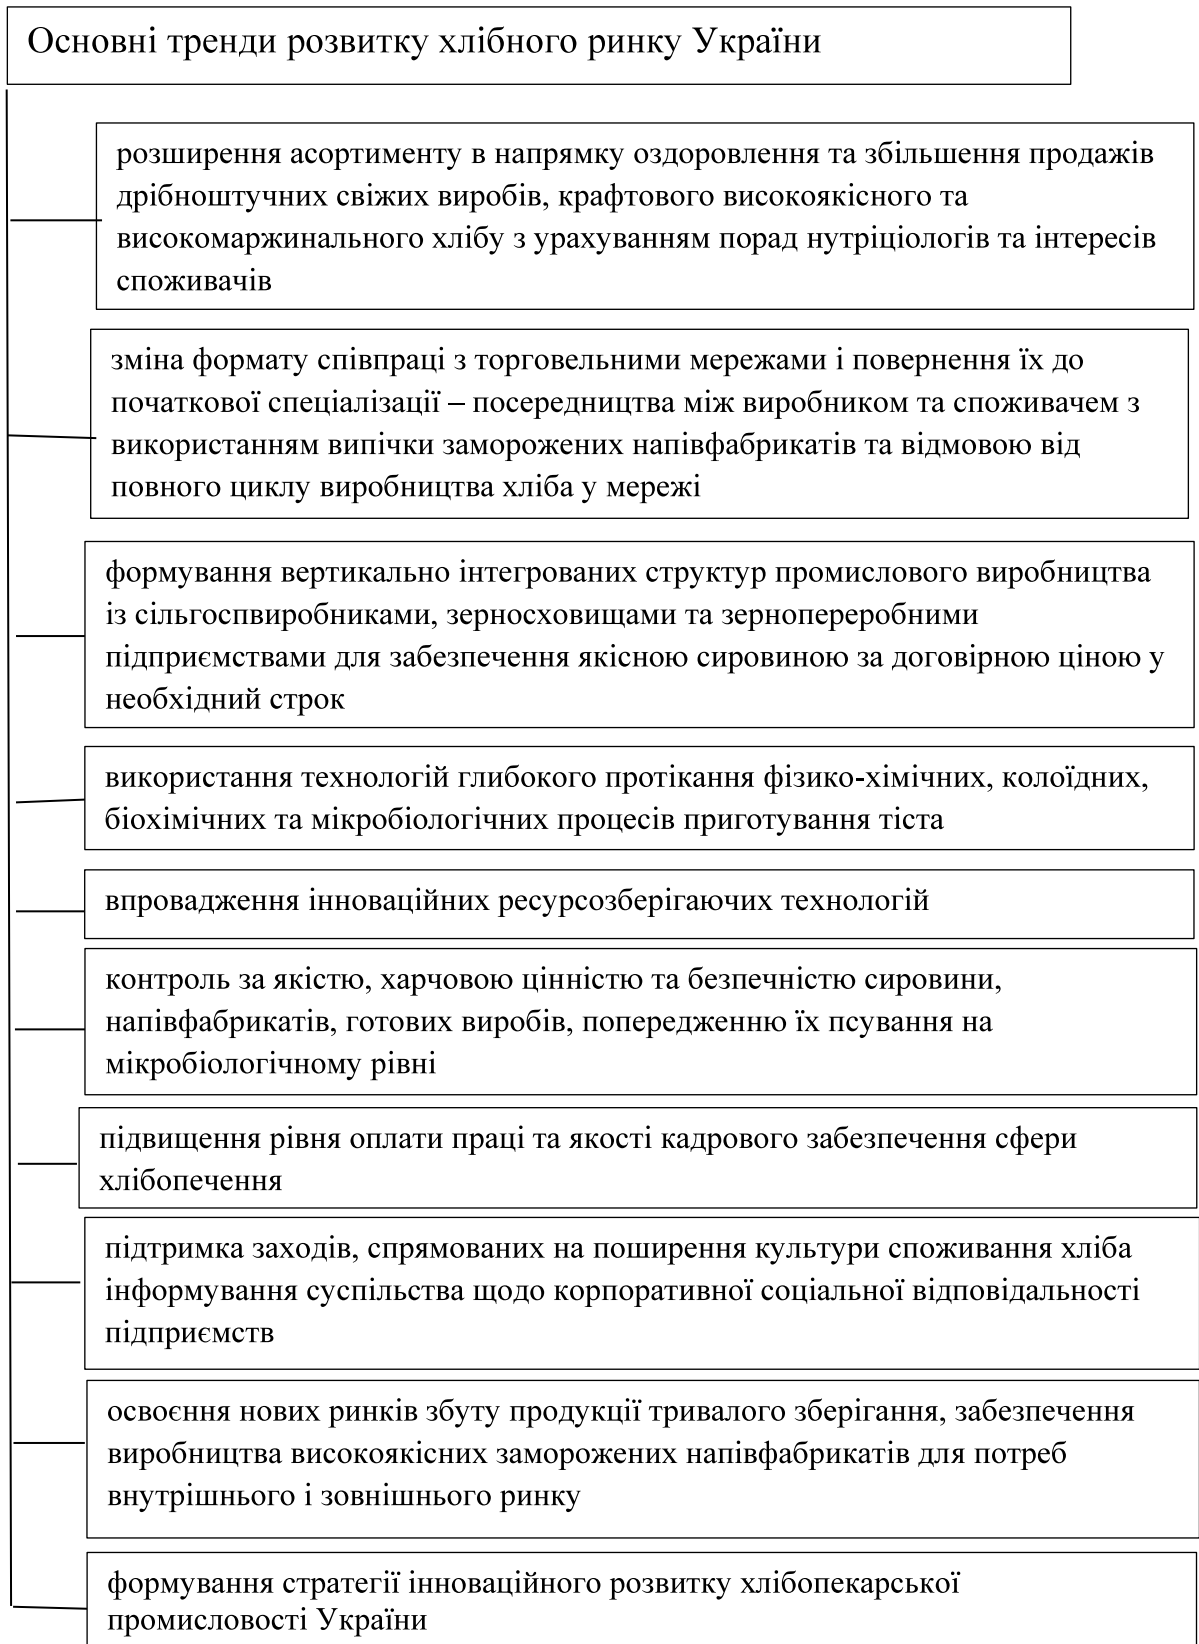 Основні тренди розвитку хлібного ринку України
розширення асортименту в напрямку оздоровлення та збільшення продажів
дрібноштучних свіжих виробів, крафтового високоякісного та
високомаржинального хлібу з урахуванням порад нутріціологів та інтересів
споживачів
зміна формату співпраці з торговельними мережами і повернення їх до
початкової спеціалізації – посередництва між виробником та споживачем з
використанням випічки заморожених напівфабрикатів та відмовою від
повного циклу виробництва хліба у мережі
формування вертикально інтегрованих структур промислового виробництва
із сільгоспвиробниками, зерносховищами та зернопереробними
підприємствами для забезпечення якісною сировиною за договірною ціною у
необхідний строк
використання технологій глибокого протікання фізико-хімічних, колоїдних,
біохімічних та мікробіологічних процесів приготування тіста
впровадження інноваційних ресурсозберігаючих технологій
контроль за якістю, харчовою цінністю та безпечністю сировини,
напівфабрикатів, готових виробів, попередженню їх псування на
мікробіологічному рівні
підвищення рівня оплати праці та якості кадрового забезпечення сфери
хлібопечення
підтримка заходів, спрямованих на поширення культури споживання хліба
інформування суспільства щодо корпоративної соціальної відповідальності
підприємств
освоєння нових ринків збуту продукції тривалого зберігання, забезпечення
виробництва високоякісних заморожених напівфабрикатів для потреб
внутрішнього і зовнішнього ринку
формування стратегії інноваційного розвитку хлібопекарської
промисловості України